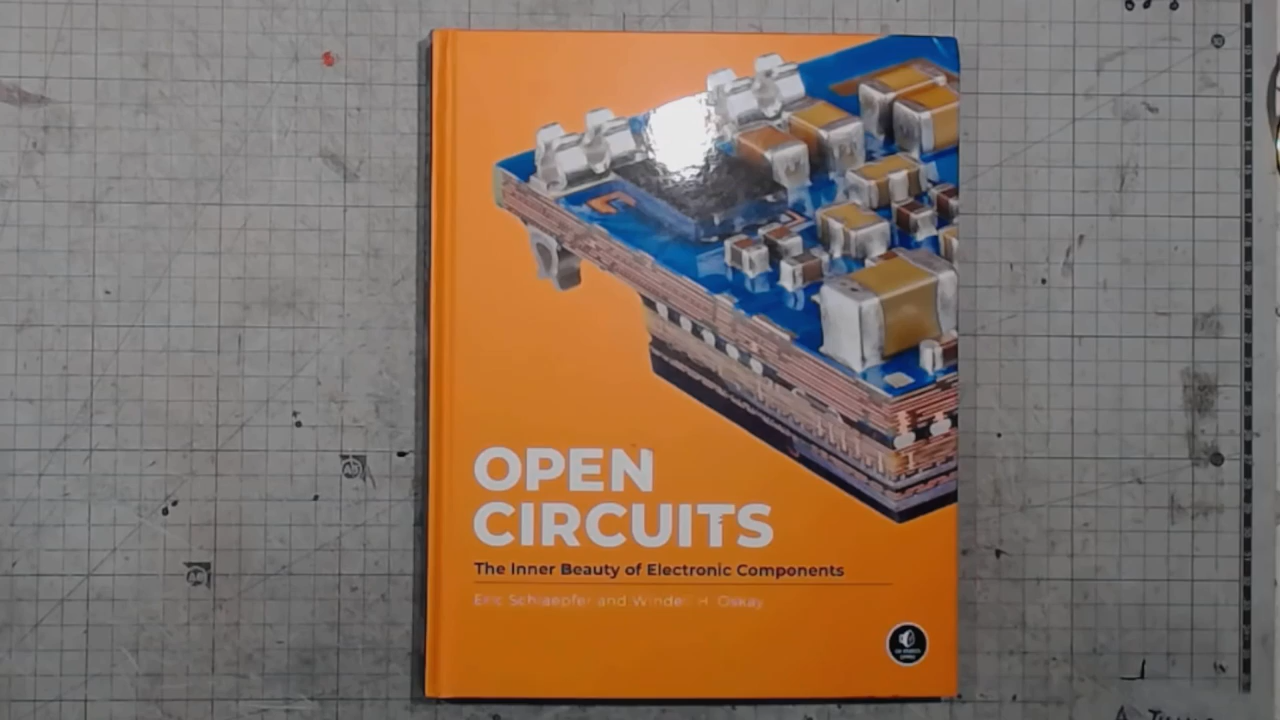 OPEN
CIRCUITS
The Inner Beauty of Electronic Components
Eric Schlaepfer and Windell H. Oskay